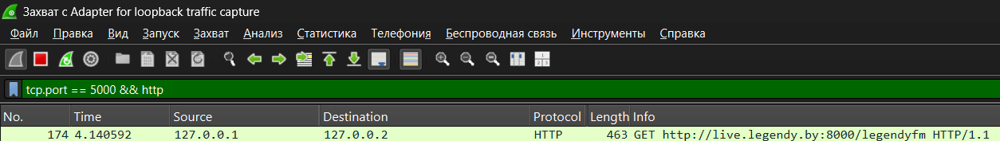 Захват с Adapter for loopback traffic capture
Файл Правка Вид Запуск Захват Анализ Статистика Телефония Беспроводная связь Инструменты Справка
tcp.port == 5000 && http
No. Time Source Destination Protocol Length Info
174 4.140592 127.0.0.1 127.0.0.2 HTTP 463 GET http://live.legendy.by:8000/legendyfm HTTP/1.1